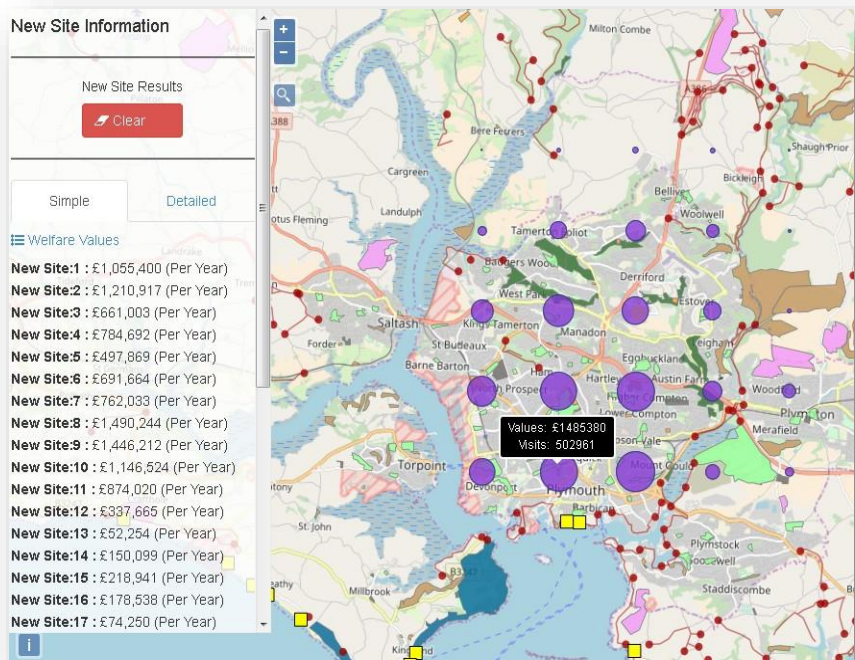 New Site Information
New Site Results
Clear
Simple
Detailed
Welfare Values
New Site:1 : £1,055,400 (Per Year)
New Site:2 : £1,210,917 (Per Year)
New Site:3 : £661,003 (Per Year)
New Site:4 : £784,692 (Per Year)
New Site:5 : £497,869 (Per Year)
New Site:6 : £691,664 (Per Year)
New Site:7 : £762,033 (Per Year)
New Site:8 : £1,490,244 (Per Year)
New Site:9 : £1,446,212 (Per Year)
New Site:10 : £1,146,524 (Per Year)
New Site:11 : £874,020 (Per Year)
New Site:12 : £337,665 (Per Year)
New Site:13 : £52,254 (Per Year)
New Site:14 : £150,099 (Per Year)
New Site:15 : £218,941 (Per Year)
New Site:16 : £178,538 (Per Year)
New Site:17 : £74,250 (Per Year)
+
−
i
Milton Combe
A386
A388
Bere Ferrers
Shaugh Prior
Cargreen
Bickleigh
Landulph
Woolwell
otus Fleming
Landrake
Derriford
West Park
Estover
Saltash
Kings Tamerton
Manadon
Forder
St Budeaux
Eggbuckland
Barne Barton
Ham
Hartley
Austin Farm
Lower Compton
Merafield
Values: £1485380
Visits: 502961
Torpoint
Devonport
Plymouth
Mount Gould
Barbican
St. John
Plymstock
Staddiscombe
Millbrook
B3247